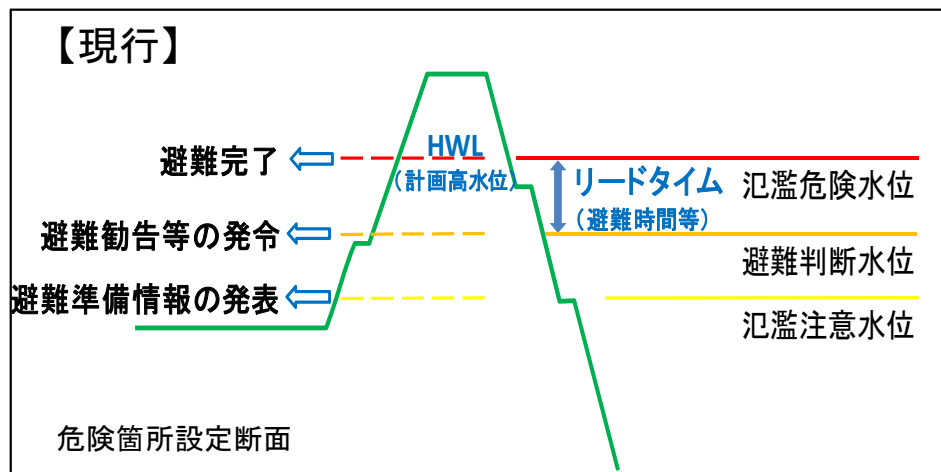 【現行】
避難完了
HWL
(計画高水位)
リードタイム
(避難時間等)
氾濫危険水位
避難勧告等の発令
避難判断水位
避難準備情報の発表
氾濫注意水位
危険箇所設定断面